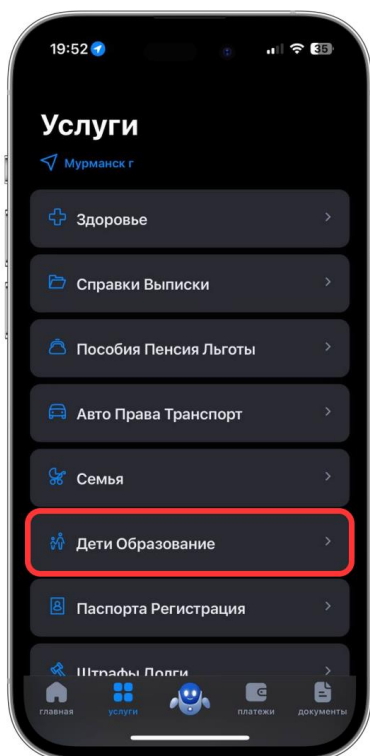 19:52
35
Услуги
Мурманск г
Здоровье
Справки Выписки
Пособия Пенсия Льготы
Авто Права Транспорт
Семья
Дети Образование
Паспорта Регистрация
Штрафы Долги
главная
услуги
платежи
документы